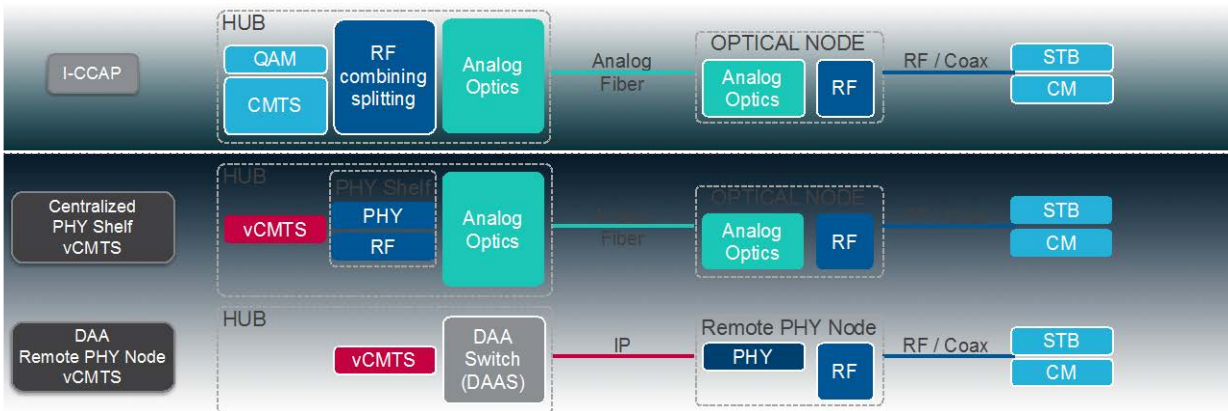 HUB
I-CCAP
QAM
CMTS
RF
combining
splitting
Analog
Optics
Analog
Fiber
OPTICAL NODE
Analog
Optics
RF
RF / Coax
STB
CM
HUB
Centralized
PHY Shelf
vCMTS
vCMTS
PHY Shelf
PHY
RF
Analog
Optics
Fiber
OPTICAL NODE
Analog
Optics
RF
STB
CM
HUB
DAA
Remote PHY Node
vCMTS
vCMTS
DAA
Switch
(DAAS)
IP
Remote PHY Node
PHY
RF
RF / Coax
STB
CM